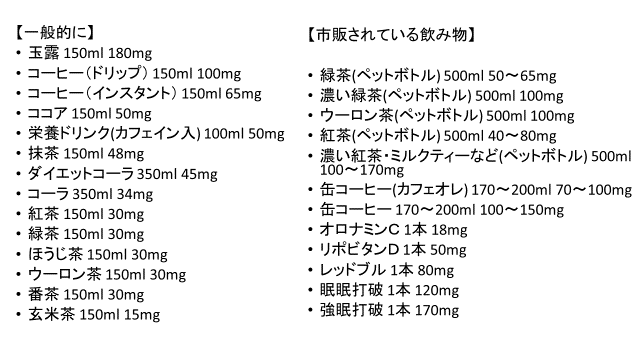 【一般的に】
• 玉露 150ml 180mg
• コーヒー（ドリップ） 150ml 100mg
• コーヒー（インスタント） 150ml 65mg
• ココア 150ml 50mg
• 栄養ドリンク(カフェイン入) 100ml 50mg
• 抹茶 150ml 48mg
• ダイエットコーラ 350ml 45mg
• コーラ 350ml 34mg
• 紅茶 150ml 30mg
• 緑茶 150ml 30mg
• ほうじ茶 150ml 30mg
• ウーロン茶 150ml 30mg
• 番茶 150ml 30mg
• 玄米茶 150ml 15mg
【市販されている飲み物】
• 緑茶(ペットボトル) 500ml 50～65mg
• 濃い緑茶(ペットボトル) 500ml 100mg
• ウーロン茶(ペットボトル) 500ml 100mg
• 紅茶(ペットボトル) 500ml 40～80mg
• 濃い紅茶・ミルクティーなど(ペットボトル) 500ml
100～170mg
• 缶コーヒー(カフェオレ) 170～200ml 70～100mg
• 缶コーヒー 170～200ml 100～150mg
• オロナミンＣ 1本 18mg
• リポビタンＤ 1本 50mg
• レッドブル 1本 80mg
• 眠眠打破 1本 120mg
• 強眠打破 1本 170mg